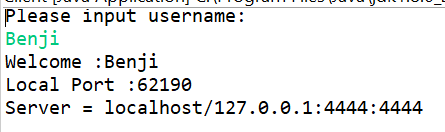 Please input username:
Benji
Welcome :Benji
Local Port :62190
Server = localhost/127.0.0.1:4444:4444